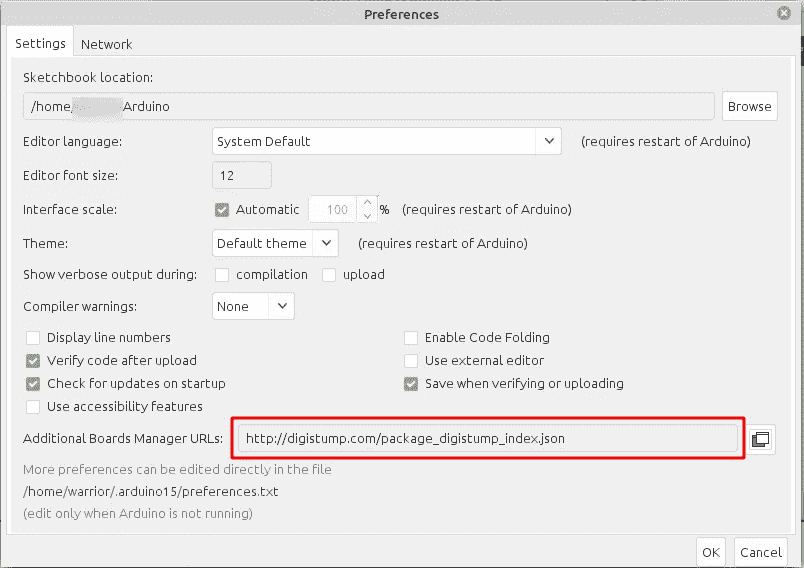 Preferences
Settings Network
Sketchbook location:
/home/ Arduino Browse
Editor language: System Default (requires restart of Arduino)
Editor font size: 12
Interface scale: Automatic 100 % (requires restart of Arduino)
Theme: Default theme (requires restart of Arduino)
Show verbose output during: compilation upload
Compiler warnings: None
Display line numbers Enable Code Folding
Verify code after upload Use external editor
Check for updates on startup Save when verifying or uploading
Use accessibility features
Additional Boards Manager URLs: http://digistump.com/package_digistump_index.json
More preferences can be edited directly in the file
/home/warrior/.arduino15/preferences.txt
(edit only when Arduino is not running)
OK Cancel